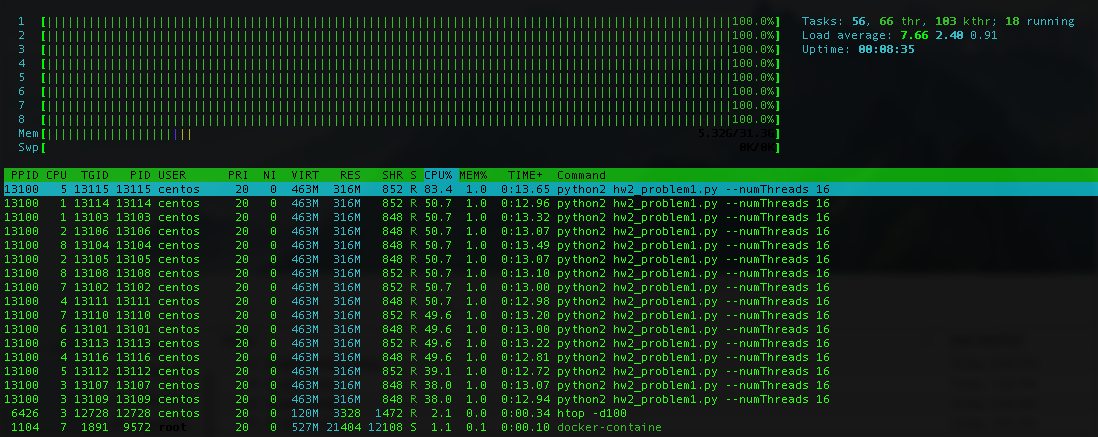 1 [100.0%] Tasks: 56, 66 thr, 103 kthr; 18 running
2 [100.0%] Load average: 7.66 2.40 0.91
3 [100.0%] Uptime: 00:08:35
4 [100.0%]
5 [100.0%]
6 [100.0%]
7 [100.0%]
8 [100.0%]
Mem[5.32G/31.3G]
Swp[0K/0K]
PPID CPU TGID PID USER PRI NI VIRT RES SHR S CPU% MEM% TIME+ Command
13100 5 13115 13115 centos 20 0 463M 316M 852 R 83.4 1.0 0:13.65 python2 hw2_problem1.py --numThreads 16
13100 1 13114 13114 centos 20 0 463M 316M 852 R 50.7 1.0 0:12.96 python2 hw2_problem1.py --numThreads 16
13100 1 13103 13103 centos 20 0 463M 316M 848 R 50.7 1.0 0:13.32 python2 hw2_problem1.py --numThreads 16
13100 2 13106 13106 centos 20 0 463M 316M 848 R 50.7 1.0 0:13.07 python2 hw2_problem1.py --numThreads 16
13100 8 13104 13104 centos 20 0 463M 316M 848 R 50.7 1.0 0:13.49 python2 hw2_problem1.py --numThreads 16
13100 2 13105 13105 centos 20 0 463M 316M 848 R 50.7 1.0 0:13.07 python2 hw2_problem1.py --numThreads 16
13100 8 13108 13108 centos 20 0 463M 316M 852 R 50.7 1.0 0:13.10 python2 hw2_problem1.py --numThreads 16
13100 7 13102 13102 centos 20 0 463M 316M 848 R 50.7 1.0 0:13.00 python2 hw2_problem1.py --numThreads 16
13100 4 13111 13111 centos 20 0 463M 316M 848 R 50.7 1.0 0:12.98 python2 hw2_problem1.py --numThreads 16
13100 7 13110 13110 centos 20 0 463M 316M 852 R 49.6 1.0 0:13.20 python2 hw2_problem1.py --numThreads 16
13100 6 13101 13101 centos 20 0 463M 316M 848 R 49.6 1.0 0:13.00 python2 hw2_problem1.py --numThreads 16
13100 6 13113 13113 centos 20 0 463M 316M 852 R 49.6 1.0 0:13.22 python2 hw2_problem1.py --numThreads 16
13100 4 13116 13116 centos 20 0 463M 316M 848 R 49.6 1.0 0:12.81 python2 hw2_problem1.py --numThreads 16
13100 5 13112 13112 centos 20 0 463M 316M 852 R 39.1 1.0 0:12.72 python2 hw2_problem1.py --numThreads 16
13100 3 13107 13107 centos 20 0 463M 316M 848 R 38.0 1.0 0:13.07 python2 hw2_problem1.py --numThreads 16
13100 3 13109 13109 centos 20 0 463M 316M 852 R 38.0 1.0 0:12.94 python2 hw2_problem1.py --numThreads 16
6426 3 12728 12728 centos 20 0 120M 3328 1472 R 2.1 0.0 0:00.34 htop -d100
1104 7 1891 9572 root 20 0 527M 21404 12108 S 1.1 0.1 0:00.10 docker-containe